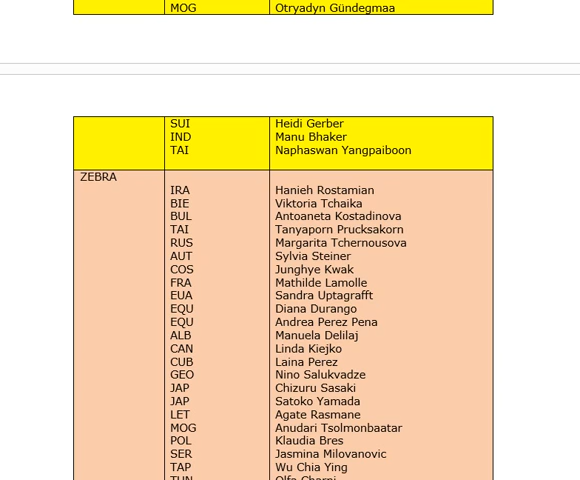 MOG Otryadyn Gündegmaa
SUI Heidi Gerber
IND Manu Bhaker
TAI Naphaswan Yangpaiboon
ZEBRA
IRA Hanieh Rostamian
BIE Viktoria Tchaika
BUL Antoaneta Kostadinova
TAI Tanyaporn Prucksakorn
RUS Margarita Tchernousova
AUT Sylvia Steiner
COS Junghye Kwak
FRA Mathilde Lamolle
EUA Sandra Uptagrafft
EQU Diana Durango
EQU Andrea Perez Pena
ALB Manuela Delilaj
CAN Linda Kiejko
CUB Laina Perez
GEO Nino Salukvadze
JAP Chizuru Sasaki
JAP Satoko Yamada
LET Agate Rasmane
MOG Anudari Tsolmonbaatar
POL Klaudia Bres
SER Jasmina Milovanovic
TAP Wu Chia Ying